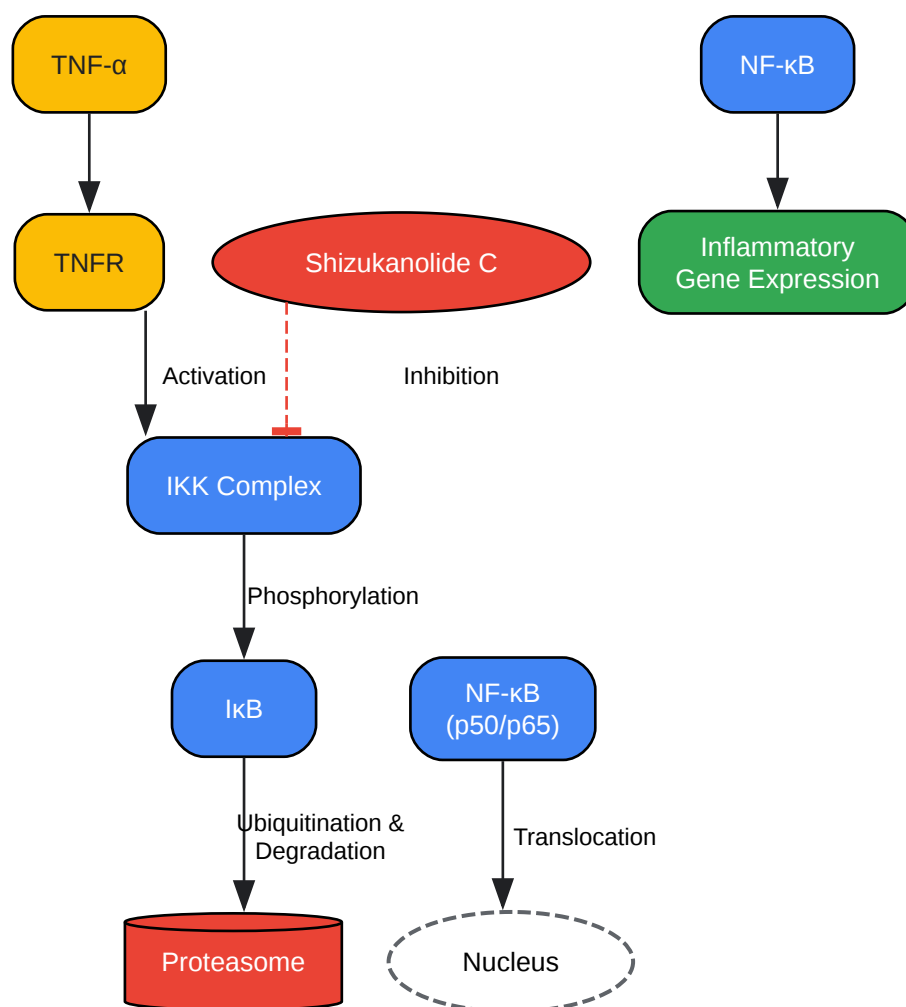 TNF-α
NF-κB
TNFR
Shizukanolide C
Inflammatory
Gene Expression
Activation
Inhibition
IKK Complex
Phosphorylation
IκB
NF-κB
(p50/p65)
Ubiquitination &
Degradation
Translocation
Proteasome
Nucleus